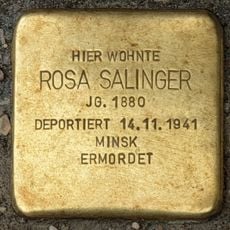 HIER WOHNTE
ROSA SALINGER
JG. 1880
DEPORTIERT 14.11.1941
MINSK
ERMORDET